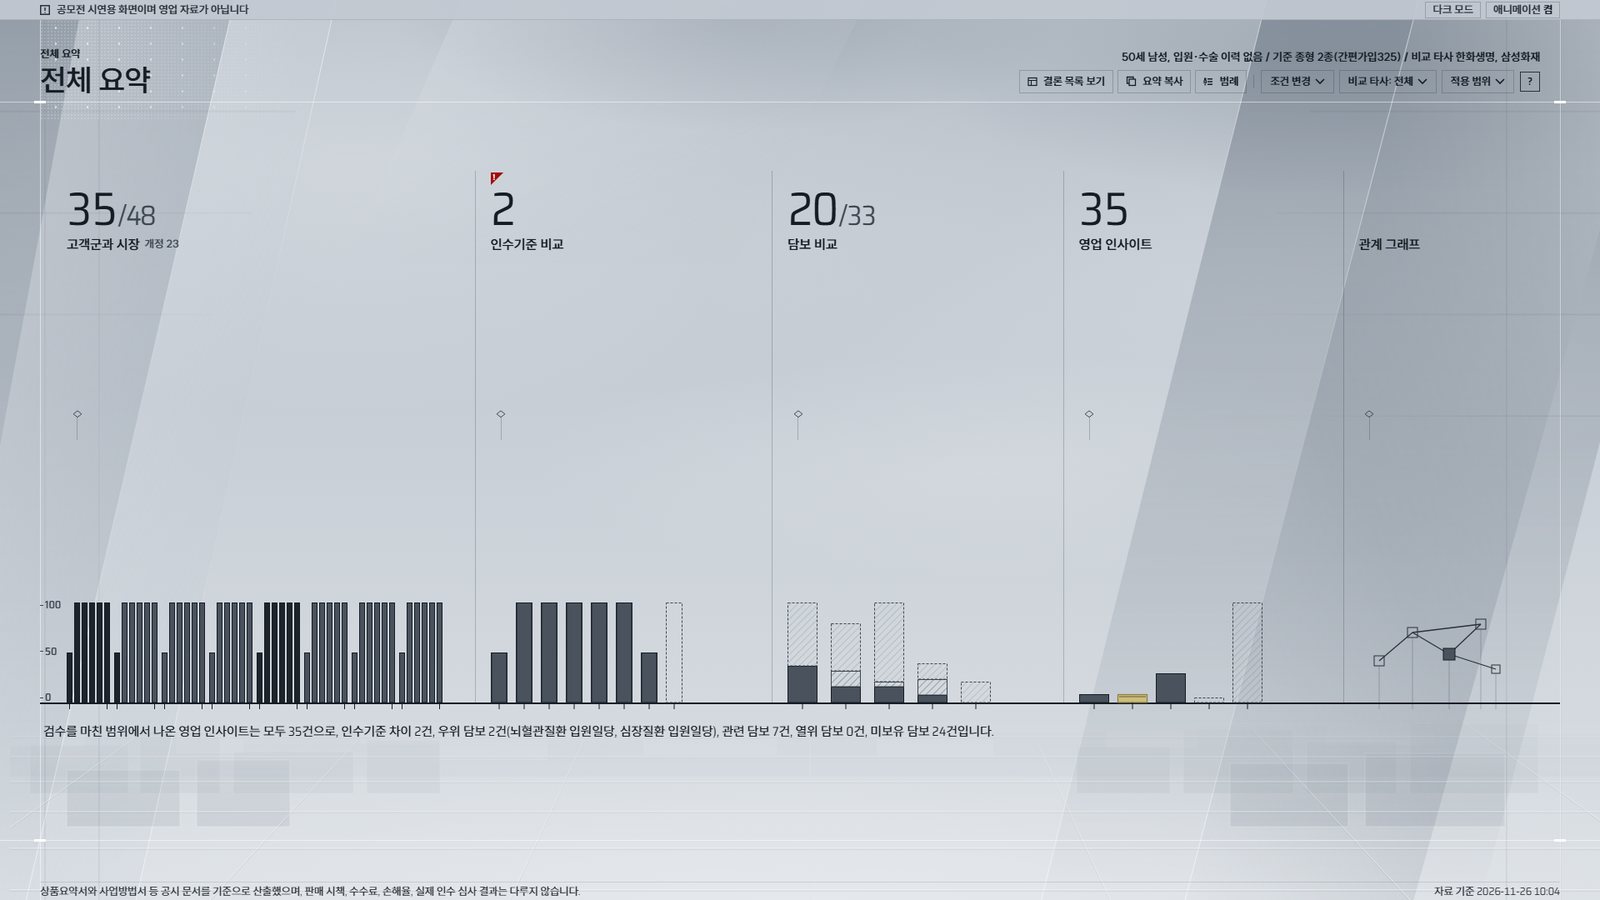 공모전 시연용 화면이며 영업 자료가 아닙니다
다크 모드
애니메이션 켬
전체 요약
전체 요약
50세 남성, 입원·수술 이력 없음 / 기준 종형 2종(간편가입325) / 비교 타사 한화생명, 삼성화재
결론 목록 보기
요약 복사
범례
조건 변경
비교 타사: 전체
적용 범위
?
35/48
고객군과 시장 개정 23
2
인수기준 비교
20/33
담보 비교
35
영업 인사이트
관계 그래프
100
50
0
검수를 마친 범위에서 나온 영업 인사이트는 모두 35건으로, 인수기준 차이 2건, 우위 담보 2건(뇌혈관질환 입원일당, 심장질환 입원일당), 관련 담보 7건, 열위 담보 0건, 미보유 담보 24건입니다.
상품요약서와 사업방법서 등 공시 문서를 기준으로 산출했으며, 판매 시책, 수수료, 손해율, 실제 인수 심사 결과는 다루지 않습니다.
자료 기준 2026-11-26 10:04